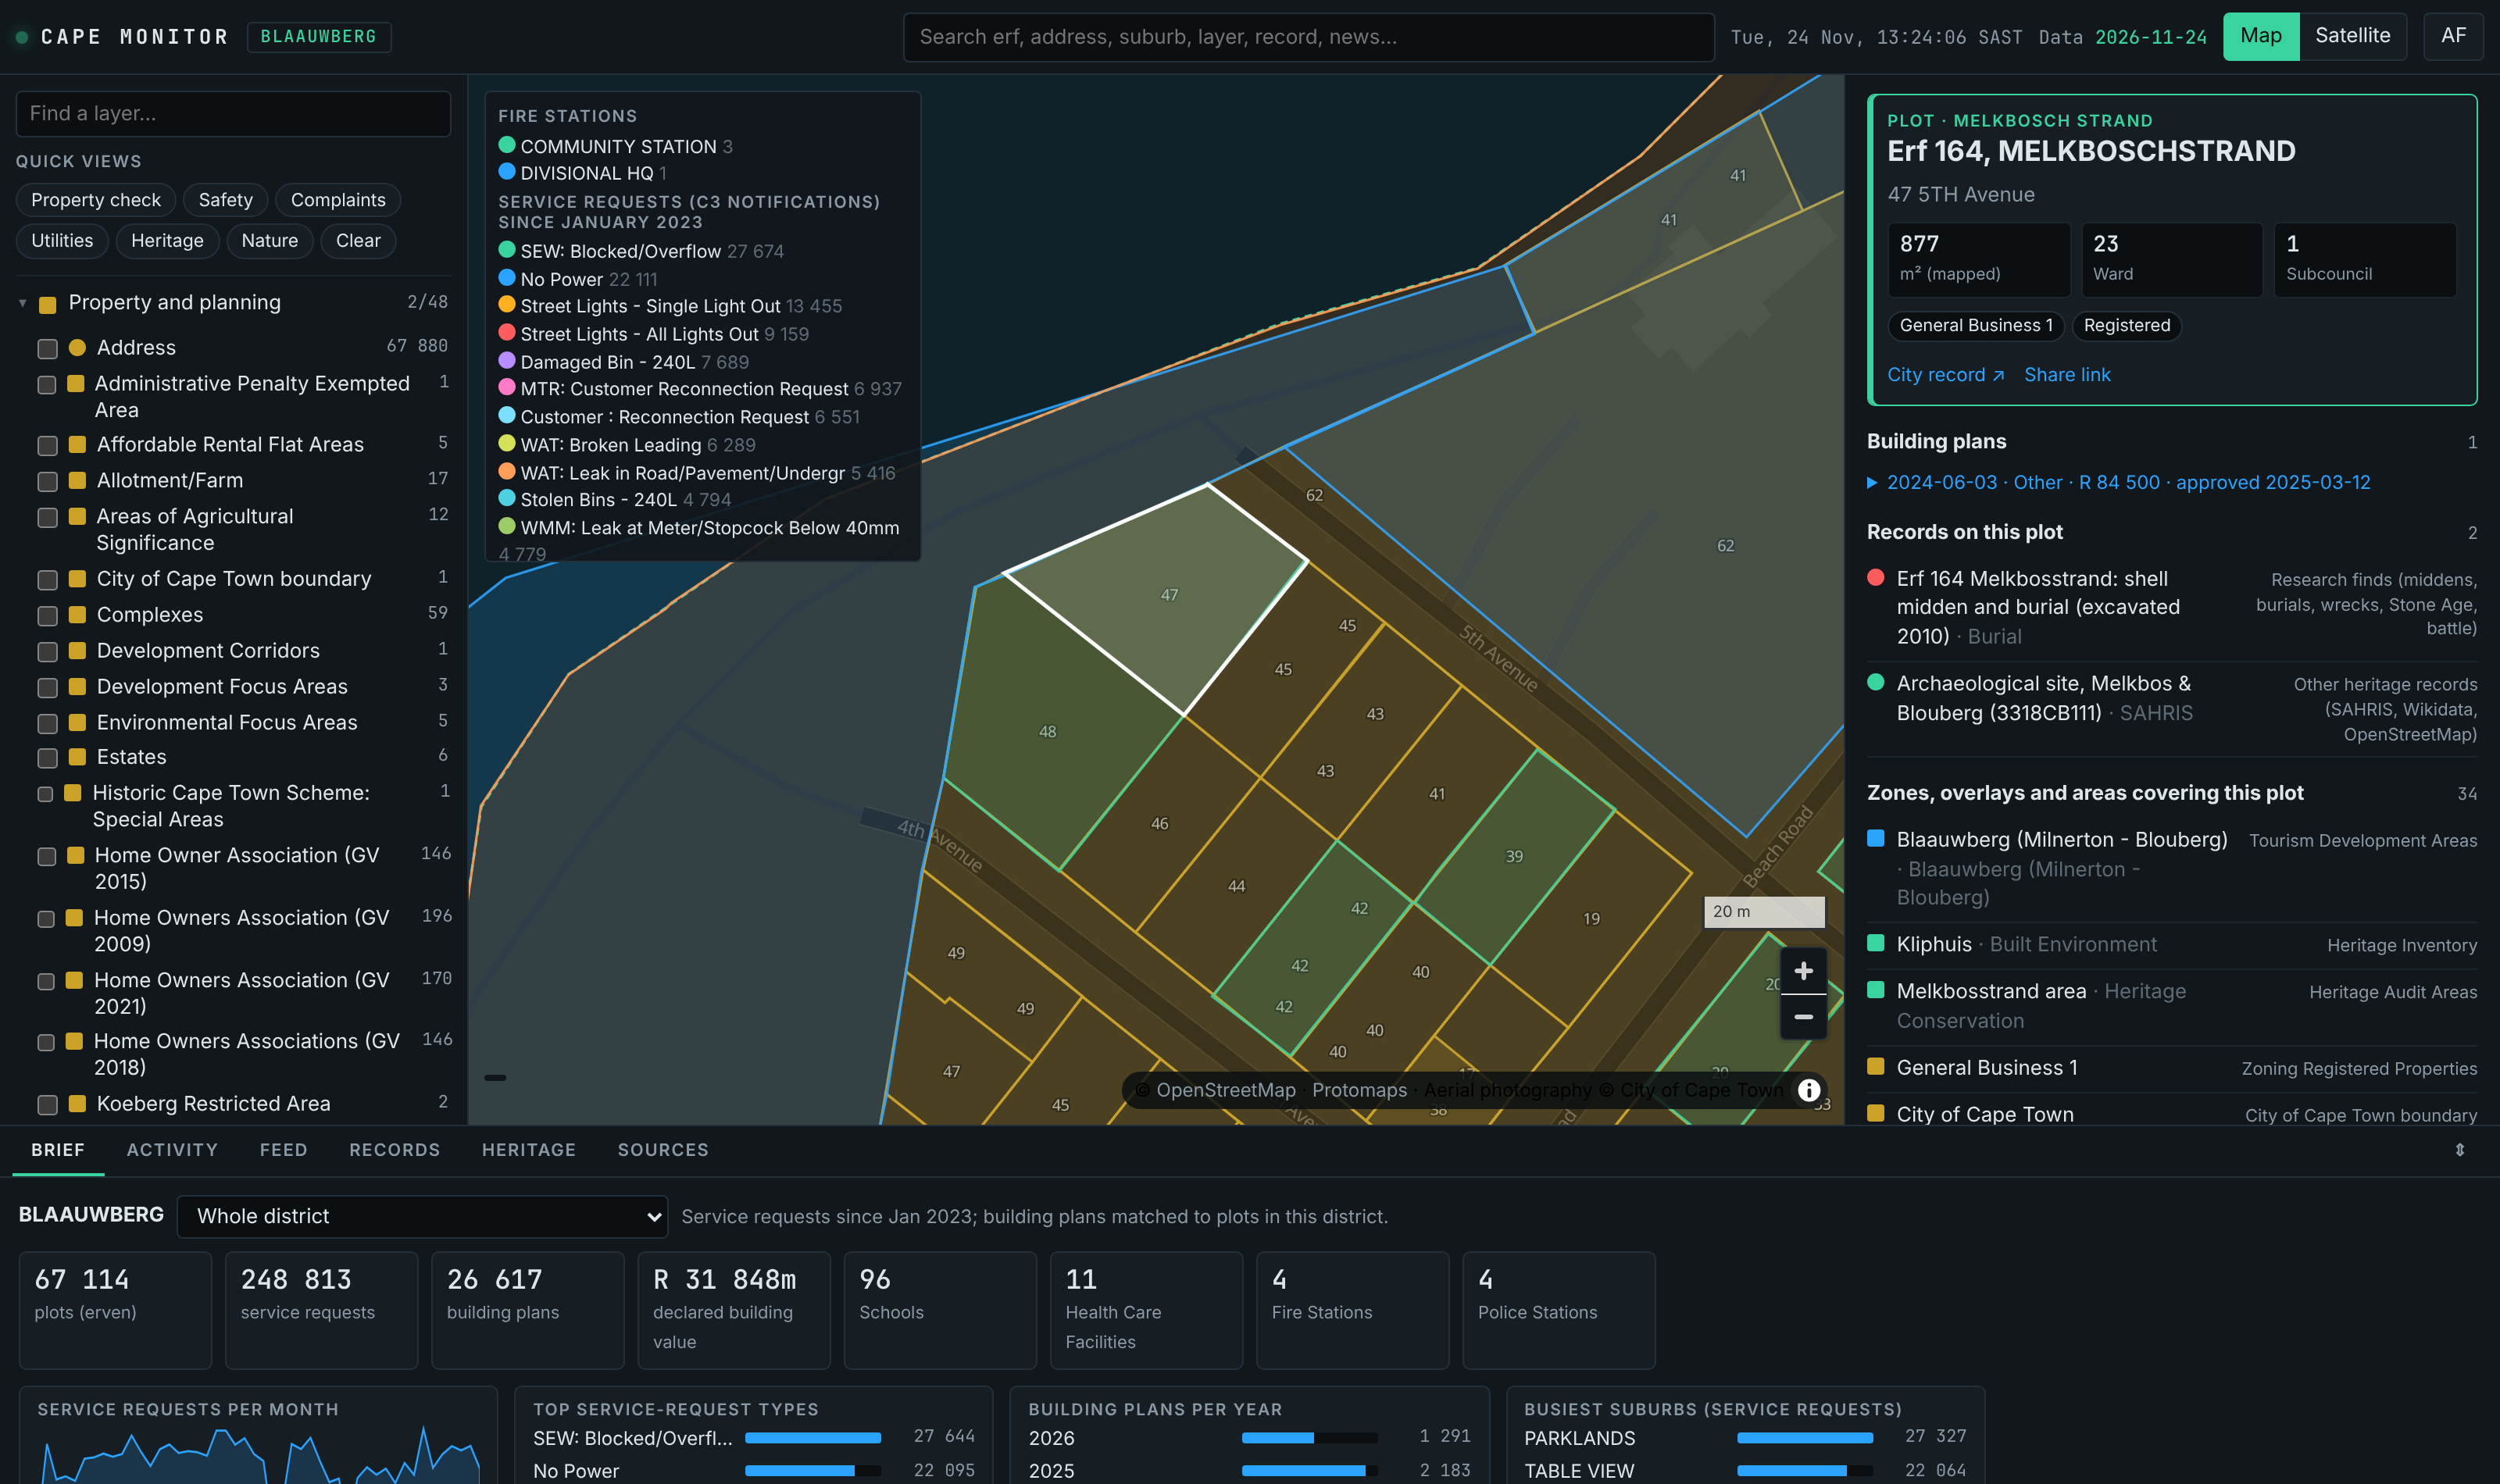 CAPE MONITOR
BLAAUWBERG
Search erf, address, suburb, layer, record, news...
Tue, 24 Nov, 13:24:06 SAST
Data 2026-11-24
Map
Satellite
AF
Find a layer...
QUICK VIEWS
Property check
Safety
Complaints
Utilities
Heritage
Nature
Clear
Property and planning 2/48
Address 67 880
Administrative Penalty Exempted 1
Area
Affordable Rental Flat Areas 5
Allotment/Farm 17
Areas of Agricultural 12
Significance
City of Cape Town boundary 1
Complexes 59
Development Corridors 1
Development Focus Areas 3
Environmental Focus Areas 5
Estates 6
Historic Cape Town Scheme: 1
Special Areas
Home Owner Association (GV 146
2015)
Home Owners Association (GV 196
2009)
Home Owners Association (GV 170
2021)
Home Owners Associations (GV 146
2018)
Koeberg Restricted Area 2
FIRE STATIONS
COMMUNITY STATION 3
DIVISIONAL HQ 1
SERVICE REQUESTS (C3 NOTIFICATIONS)
SINCE JANUARY 2023
SEW: Blocked/Overflow 27 674
No Power 22 111
Street Lights - Single Light Out 13 455
Street Lights - All Lights Out 9 159
Damaged Bin - 240L 7 689
MTR: Customer Reconnection Request 6 937
Customer : Reconnection Request 6 551
WAT: Broken Leading 6 289
WAT: Leak in Road/Pavement/Undergr 5 416
Stolen Bins - 240L 4 794
WMM: Leak at Meter/Stopcock Below 40mm
4 779
41
41
62
62
47
45
45
5th Avenue
48
43
43
41
46
4th Avenue
39
Beach Road
44
42
19
20 m
49
42
40
20
49
42
40
40
47
17
20
45
38
33
Avenue
+
−
© OpenStreetMap · Protomaps · Aerial photography © City of Cape Town
PLOT · MELKBOSCH STRAND
Erf 164, MELKBOSCHSTRAND
47 5TH Avenue
877
m² (mapped)
23
Ward
1
Subcouncil
General Business 1
Registered
City record ↗
Share link
Building plans 1
2024-06-03 · Other · R 84 500 · approved 2025-03-12
Records on this plot 2
Erf 164 Melkbosstrand: shell
midden and burial (excavated
2010) · Burial
Research finds (middens,
burials, wrecks, Stone Age,
battle)
Archaeological site, Melkbos &
Blouberg (3318CB111) · SAHRIS
Other heritage records
(SAHRIS, Wikidata,
OpenStreetMap)
Zones, overlays and areas covering this plot 34
Blaauwberg (Milnerton - Blouberg)
· Blaauwberg (Milnerton -
Blouberg)
Tourism Development Areas
Kliphuis · Built Environment
Heritage Inventory
Melkbosstrand area · Heritage
Conservation
Heritage Audit Areas
General Business 1
Zoning Registered Properties
City of Cape Town
City of Cape Town boundary
BRIEF
ACTIVITY
FEED
RECORDS
HERITAGE
SOURCES
BLAAUWBERG
Whole district
Service requests since Jan 2023; building plans matched to plots in this district.
67 114
plots (erven)
248 813
service requests
26 617
building plans
R 31 848m
declared building
value
96
Schools
11
Health Care
Facilities
4
Fire Stations
4
Police Stations
SERVICE REQUESTS PER MONTH
TOP SERVICE-REQUEST TYPES
SEW: Blocked/Overfl... 27 644
No Power 22 095
BUILDING PLANS PER YEAR
2026 1 291
2025 2 183
BUSIEST SUBURBS (SERVICE REQUESTS)
PARKLANDS 27 327
TABLE VIEW 22 064